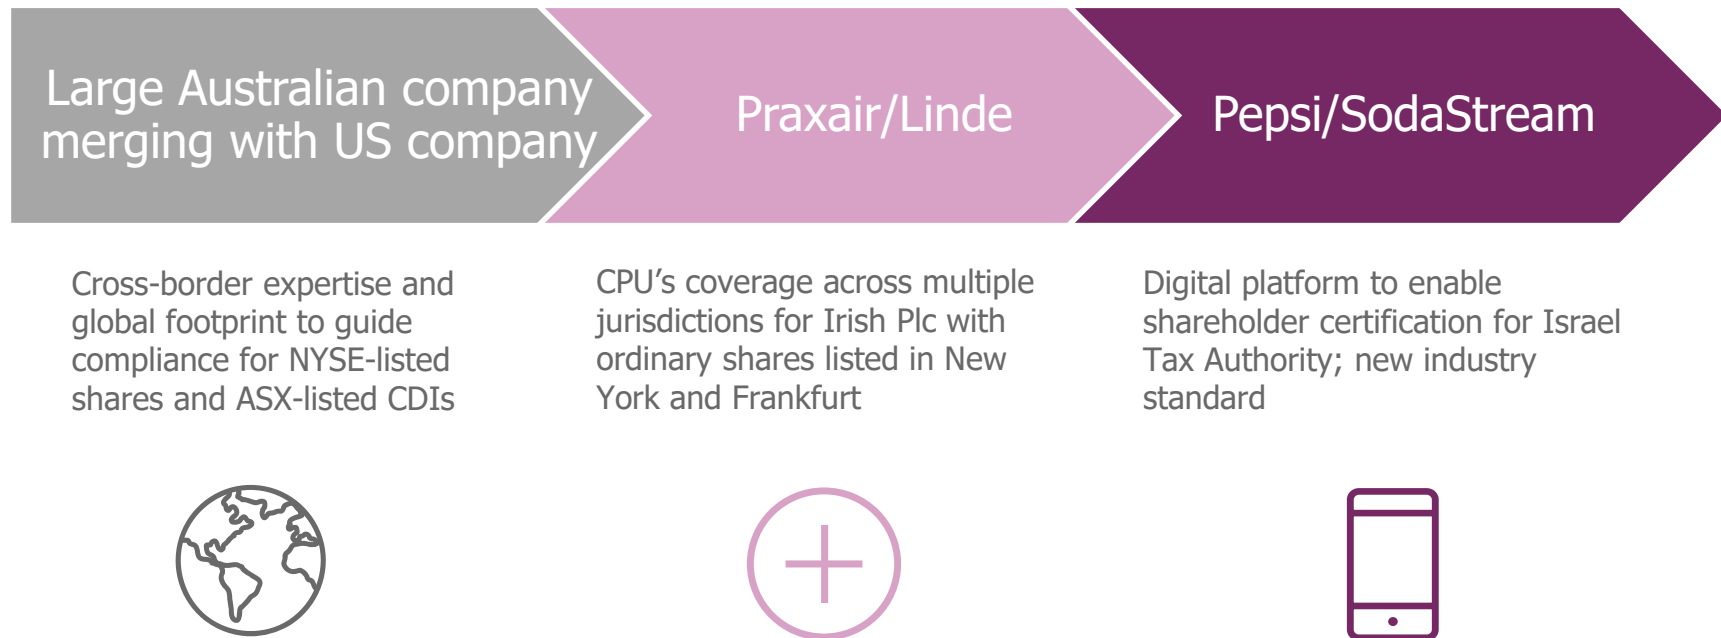 Large Australian company
merging with US company
Praxair/Linde
Pepsi/SodaStream
Cross-border expertise and
global footprint to guide
compliance for NYSE-listed
shares and ASX-listed CDIs
CPU’s coverage across multiple
jurisdictions for Irish Plc with
ordinary shares listed in New
York and Frankfurt
Digital platform to enable
shareholder certification for Israel
Tax Authority; new industry
standard